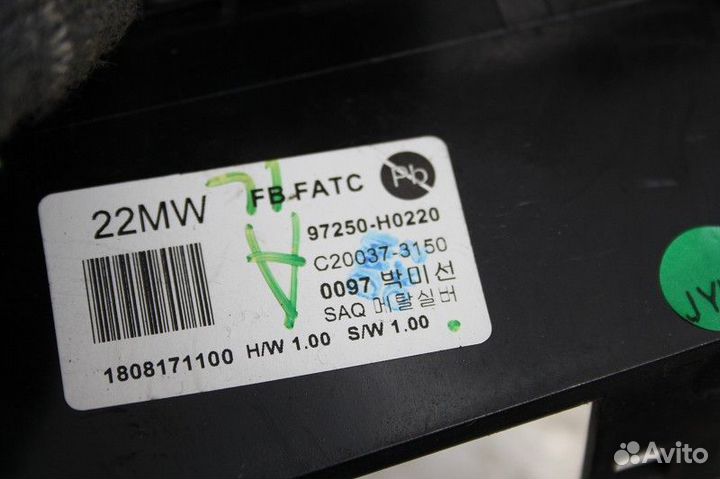 22MW
FB-FATC
Pb
97250-H0220
C20037-3150
0097 박미선
SAQ 메탈실버
1808171100 H/W 1.00 S/W 1.00
A
Avito